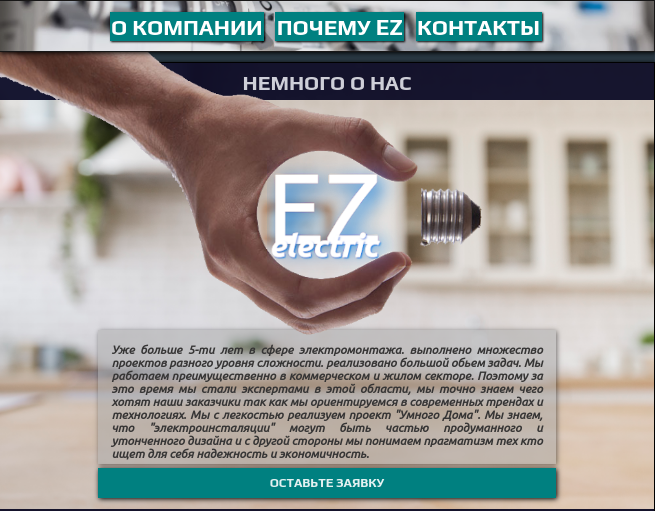 О КОМПАНИИ ПОЧЕМУ EZ КОНТАКТЫ
НЕМНОГО О НАС
EZ
electric
Уже больше 5-ти лет в сфере электромонтажа. выполнено множество
проектов разного уровня сложности. реализовано большой обьем задач. Мы
работаем преимущественно в коммерческом и жилом секторе. Поэтому за
это время мы стали экспертами в этой области, мы точно знаем чего
хотят наши заказчики так как мы ориентируемся в современных трендах и
технологиях. Мы с легкостью реализуем проект "Умного Дома". Мы знаем,
что "электроинсталяции" могут быть частью продуманного и
утонченного дизайна и с другой стороны мы понимаем прагматизм тех кто
ищет для себя надежность и экономичность.
ОСТАВЬТЕ ЗАЯВКУ